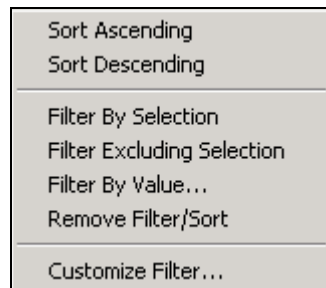 Sort Ascending
Sort Descending
Filter By Selection
Filter Excluding Selection
Filter By Value...
Remove Filter/Sort
Customize Filter...